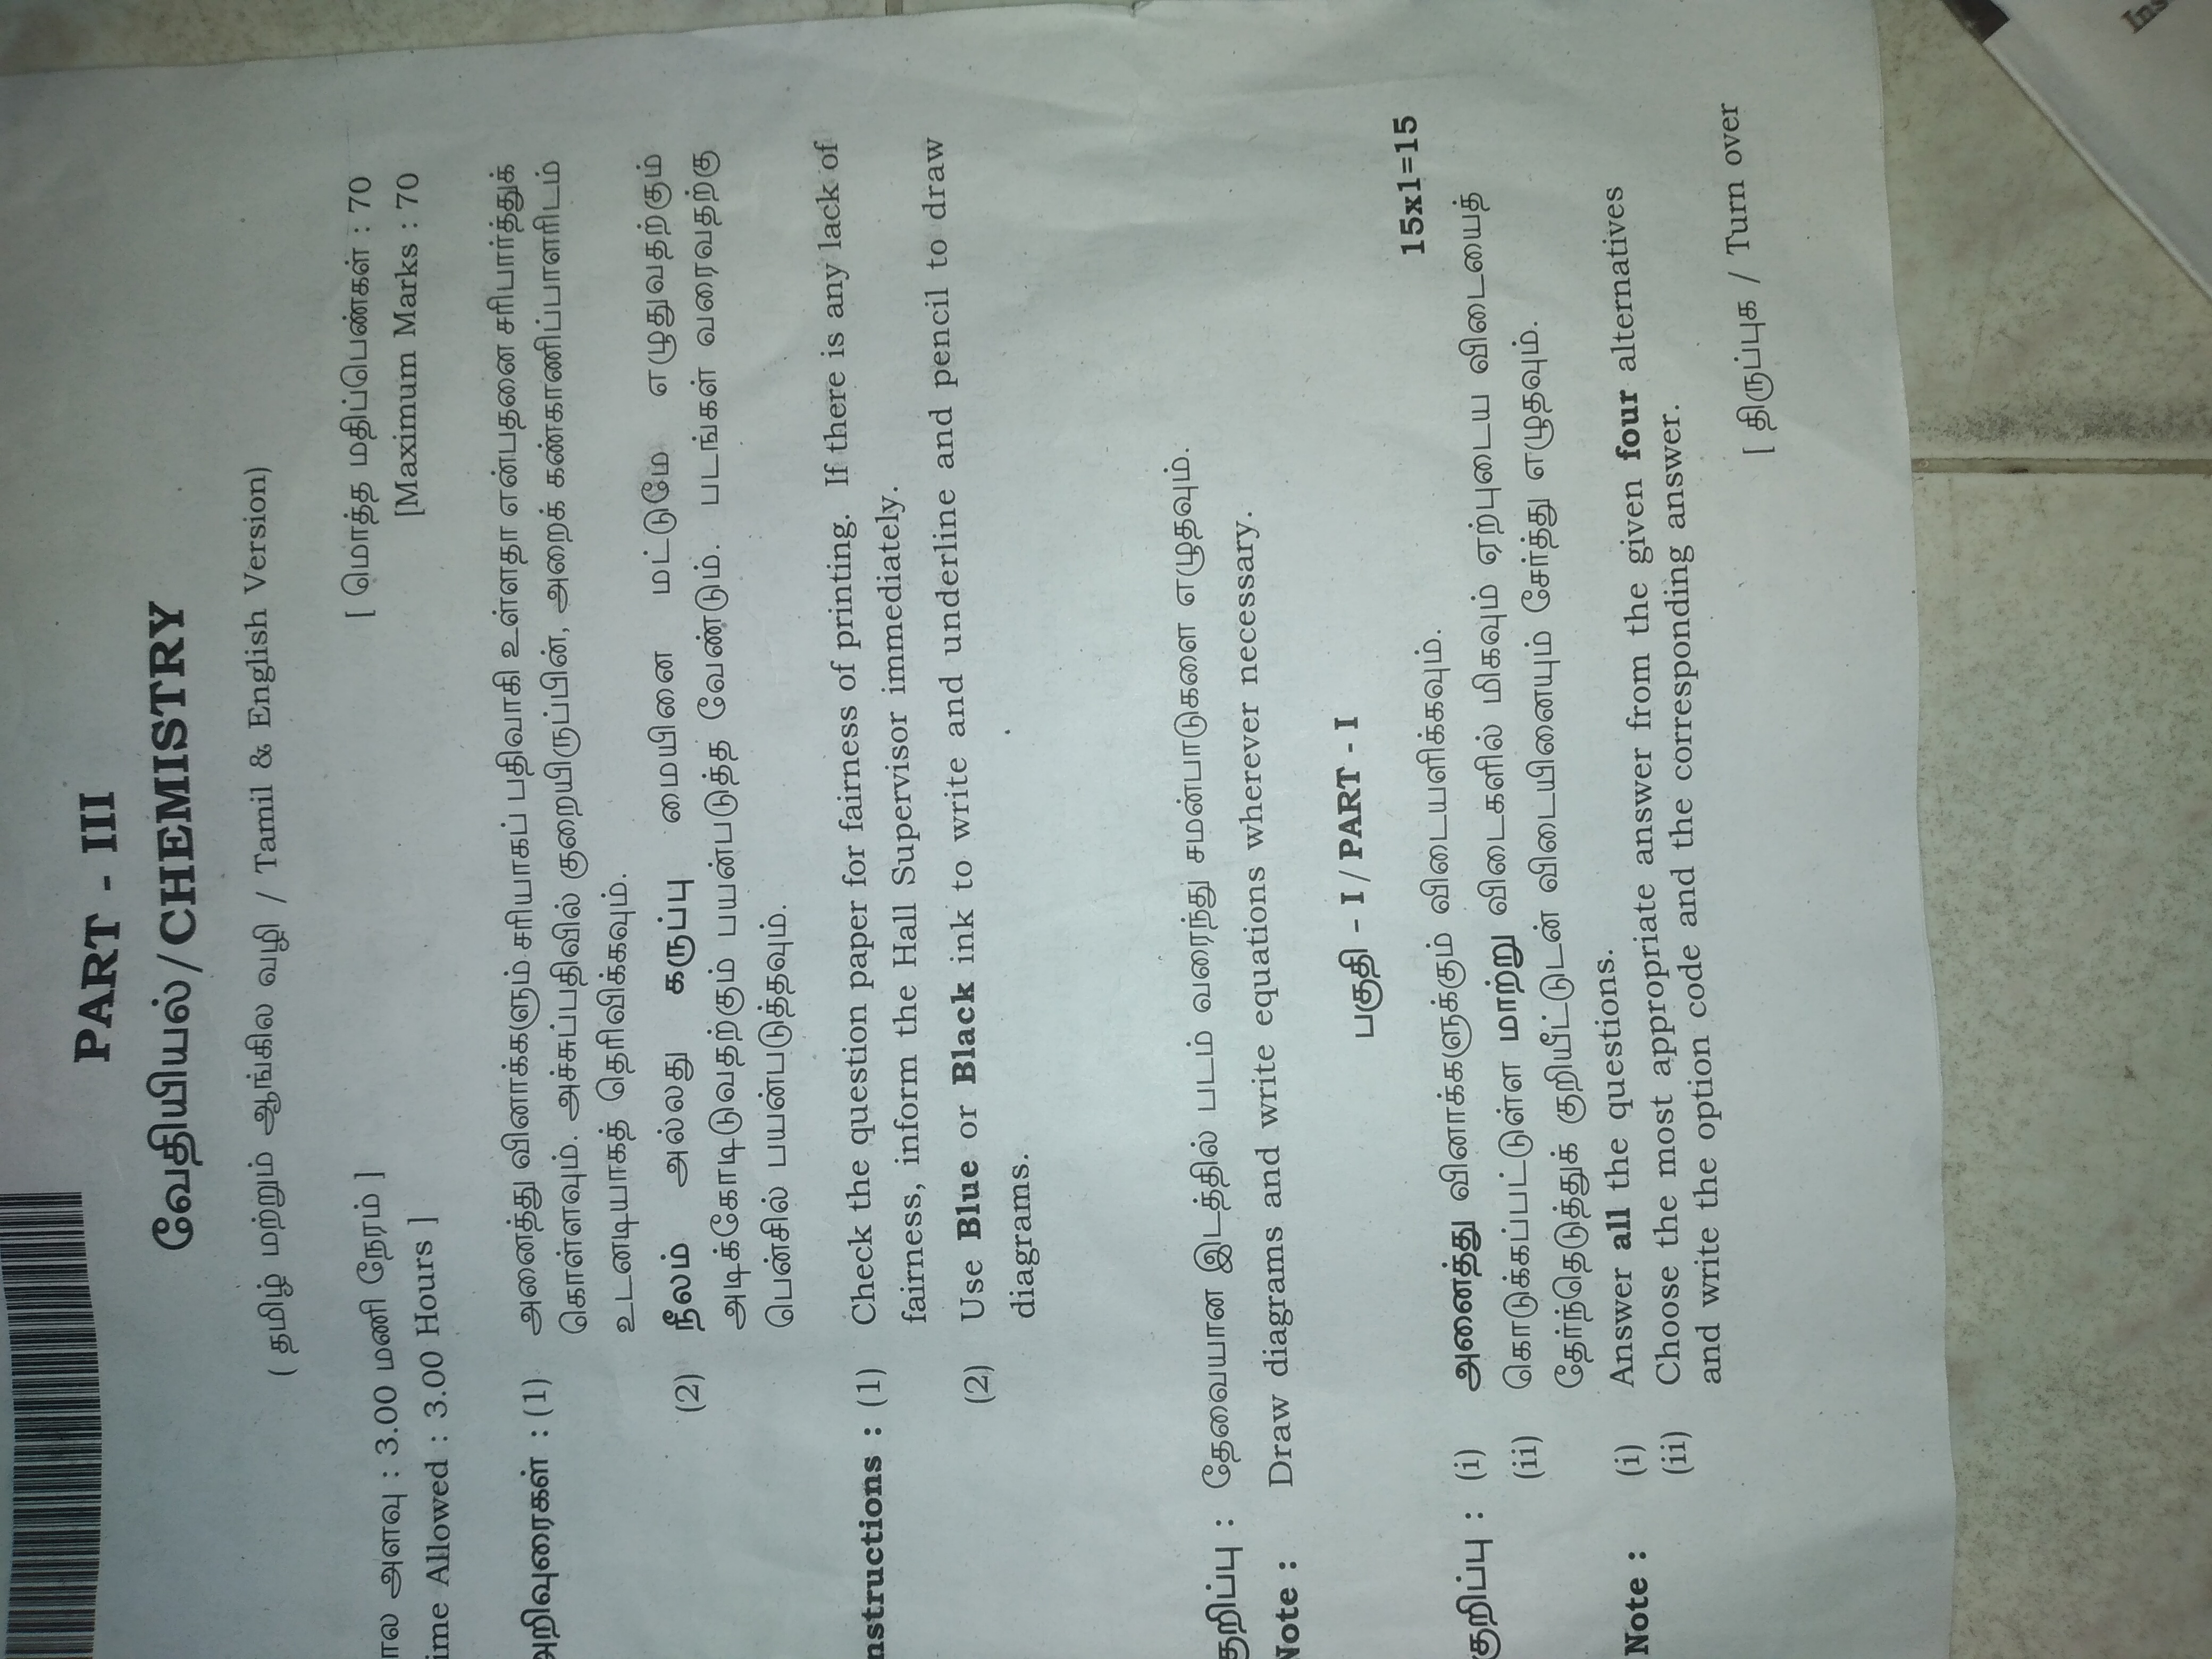 PART - III
வேதியியல் / CHEMISTRY
( தமிழ் மற்றும் ஆங்கில வழி / Tamil & English Version)
ால அளவு : 3.00 மணி நேரம் ] [ மொத்த மதிப்பெண்கள் : 70
ime Allowed : 3.00 Hours ] [Maximum Marks : 70
அறிவுரைகள் : (1) அனைத்து வினாக்களும் சரியாகப் பதிவாகி உள்ளதா என்பதனை சரிபார்த்துக்
கொள்ளவும். அச்சுப்பதிவில் குறையிருப்பின், அறைக் கண்காணிப்பாளரிடம்
உடனடியாகத் தெரிவிக்கவும்.
(2) நீலம் அல்லது கருப்பு மையினை மட்டுமே எழுதுவதற்கும்
அடிக்கோடிடுவதற்கும் பயன்படுத்த வேண்டும். படங்கள் வரைவதற்கு
பென்சில் பயன்படுத்தவும்.
nstructions : (1) Check the question paper for fairness of printing. If there is any lack of
fairness, inform the Hall Supervisor immediately.
(2) Use Blue or Black ink to write and underline and pencil to draw
diagrams.
குறிப்பு : தேவையான இடத்தில் படம் வரைந்து சமன்பாடுகளை எழுதவும்.
Note : Draw diagrams and write equations wherever necessary.
பகுதி - I / PART - I
15x1=15
குறிப்பு : (i) அனைத்து வினாக்களுக்கும் விடையளிக்கவும்.
(ii) கொடுக்கப்பட்டுள்ள மாற்று விடைகளில் மிகவும் ஏற்புடைய விடையைத்
தேர்ந்தெடுத்துக் குறியீட்டுடன் விடையினையும் சேர்த்து எழுதவும்.
Note : (i) Answer all the questions.
(ii) Choose the most appropriate answer from the given four alternatives
and write the option code and the corresponding answer.
[ திருப்புக / Turn over